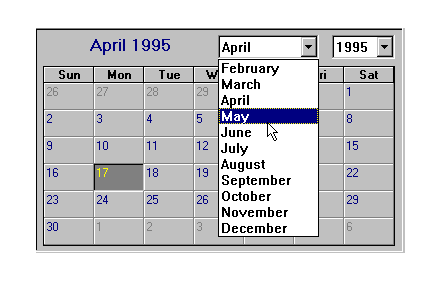 April 1995 April 1995
Sun Mon Tue Sat
26 27 28 29 1
2 3 4 5 8
9 10 11 12 15
16 17 18 19 22
23 24 25 26 29
30 1 2 3 6
February
March
April
May
June
July
August
September
October
November
December